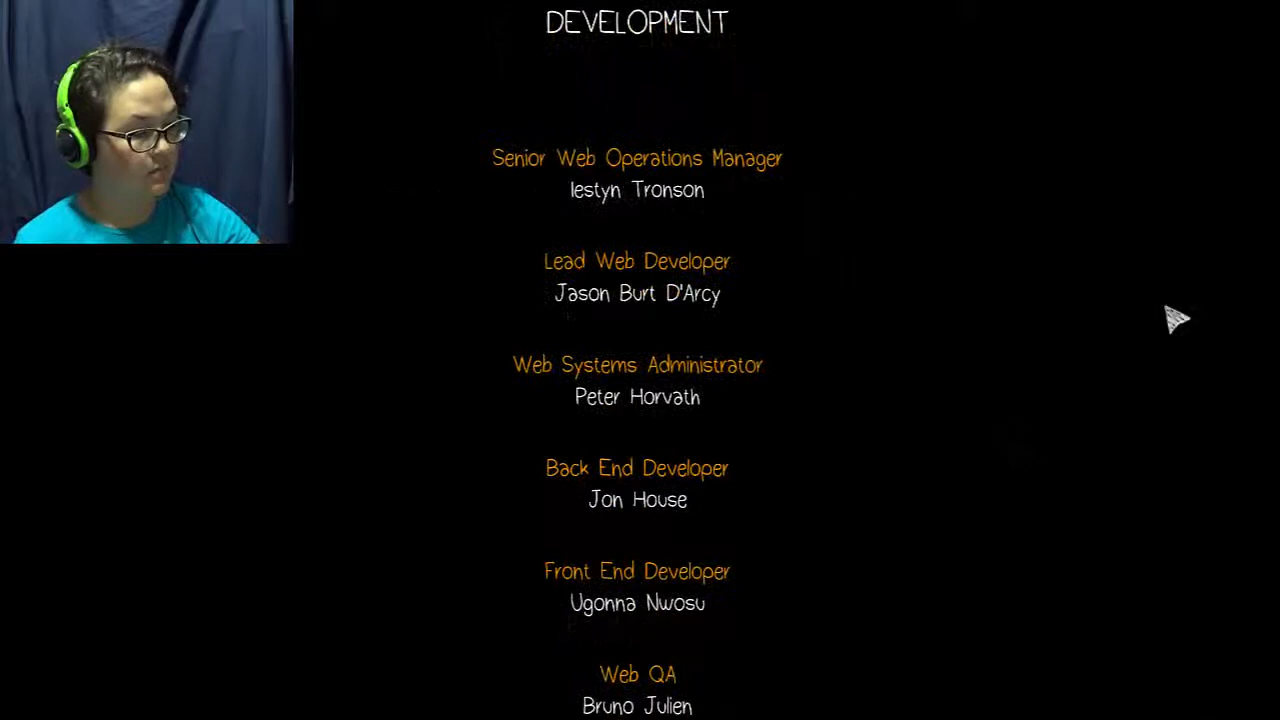 DEVELOPMENT
Senior Web Operations Manager
Iestyn Tronson
Lead Web Developer
Jason Burt D'Arcy
Web Systems Administrator
Peter Horvath
Back End Developer
Jon House
Front End Developer
Ugonna Nwosu
Web QA
Bruno Julien